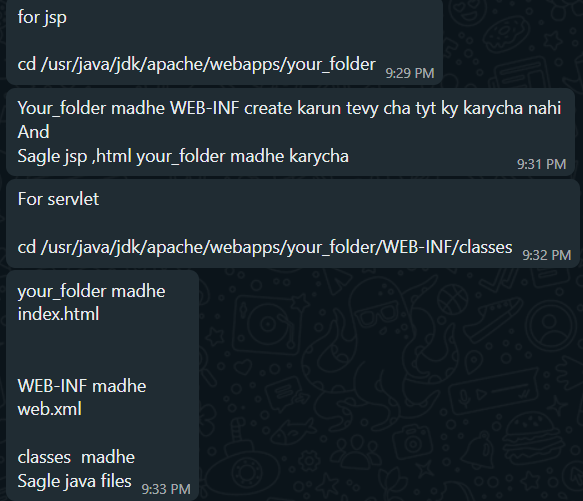 for jsp
cd /usr/java/jdk/apache/webapps/your_folder
9:29 PM
Your_folder madhe WEB-INF create karun tevy cha tyt ky karycha nahi
And
Sagle jsp ,html your_folder madhe karycha
9:31 PM
For servlet
cd /usr/java/jdk/apache/webapps/your_folder/WEB-INF/classes
9:32 PM
your_folder madhe
index.html
WEB-INF madhe
web.xml
classes  madhe
Sagle java files
9:33 PM